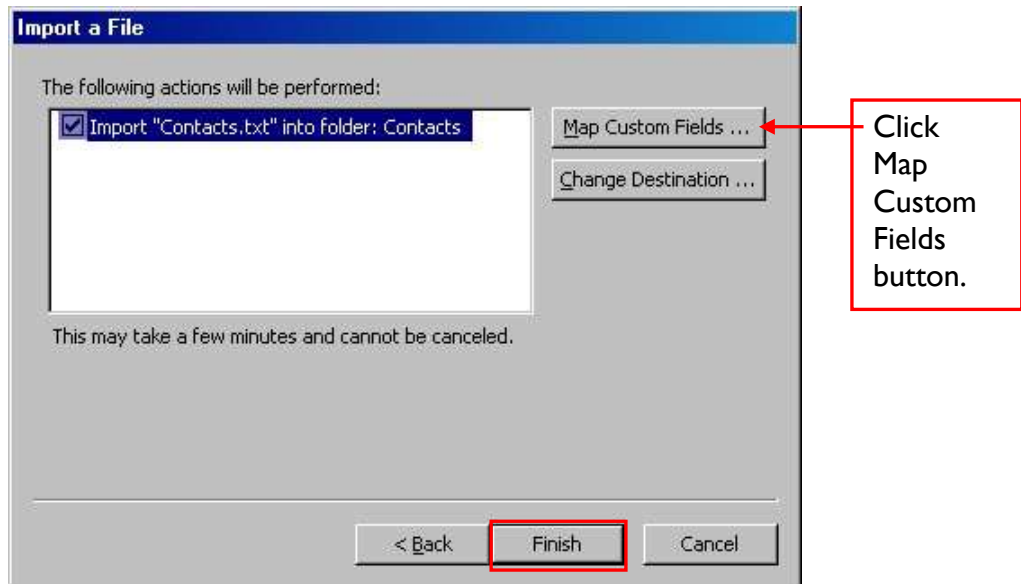 Import a File
The following actions will be performed:
Import "Contacts.txt" into folder: Contacts
Map Custom Fields ...
Change Destination ...
This may take a few minutes and cannot be canceled.
< Back
Finish
Cancel
Click
Map
Custom
Fields
button.